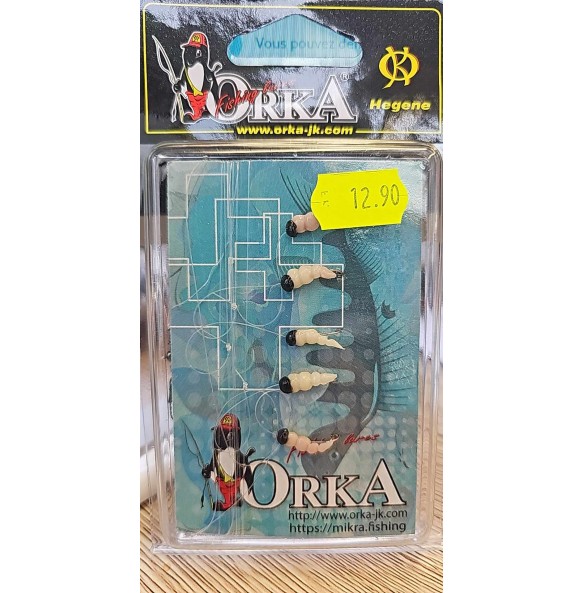 Vous pouvez de
ORKA
Fishing
Hegene
www.orka-jk.com
12.90
ORKA
http://www.orka-jk.com
https://mikra.fishing